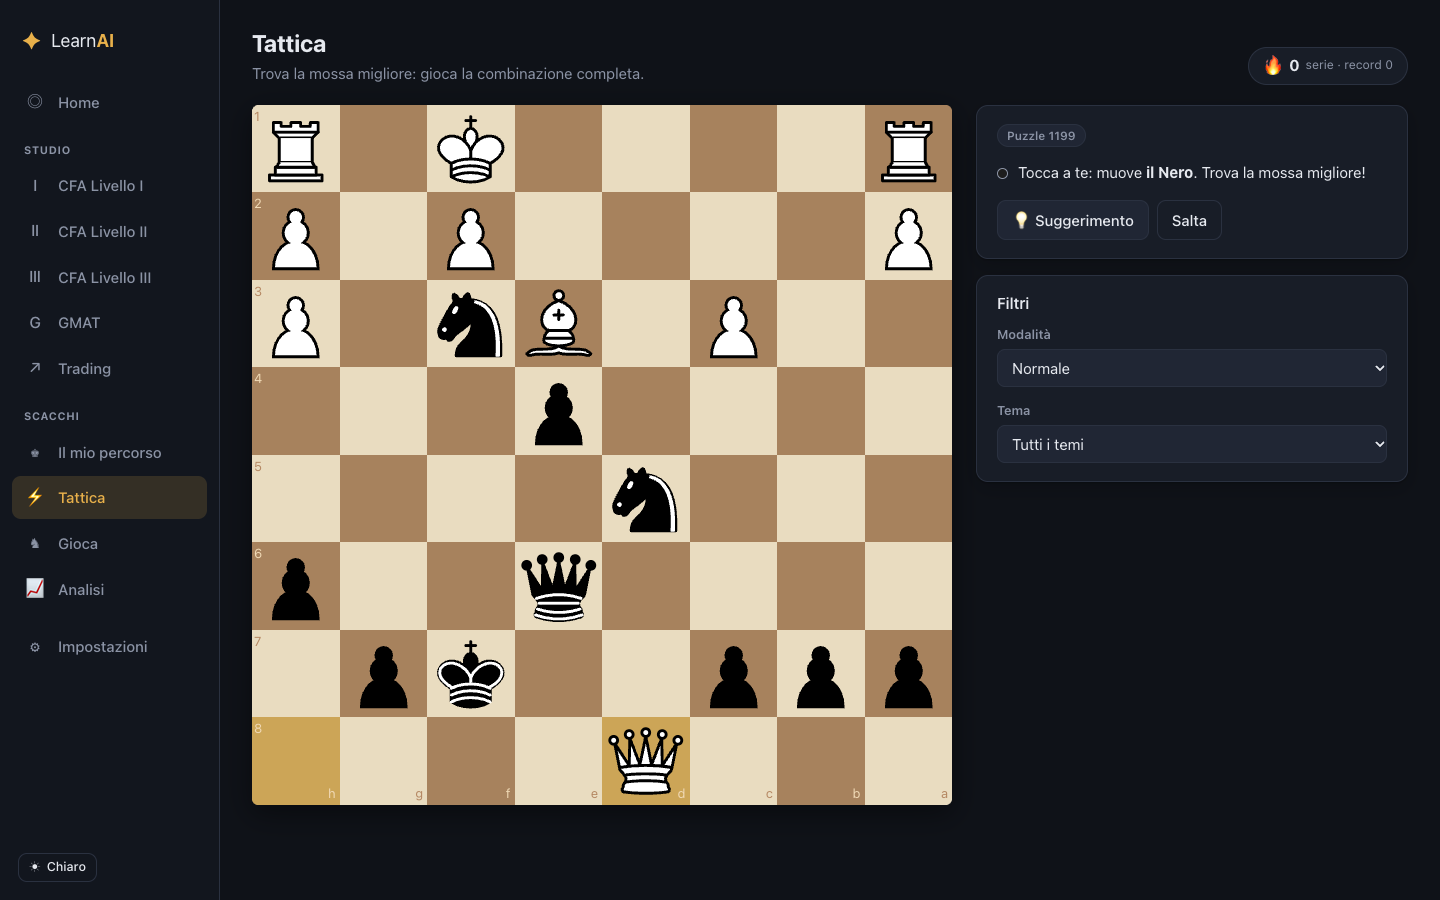 LearnAI
Home
STUDIO
I CFA Livello I
II CFA Livello II
III CFA Livello III
G GMAT
Trading
SCACCHI
Il mio percorso
Tattica
Gioca
Analisi
Impostazioni
Chiaro
Tattica
Trova la mossa migliore: gioca la combinazione completa.
0 serie · record 0
1
2
3
4
5
6
7
8
h g f e d c b a
Puzzle 1199
Tocca a te: muove il Nero. Trova la mossa migliore!
Suggerimento
Salta
Filtri
Modalità
Normale
Tema
Tutti i temi